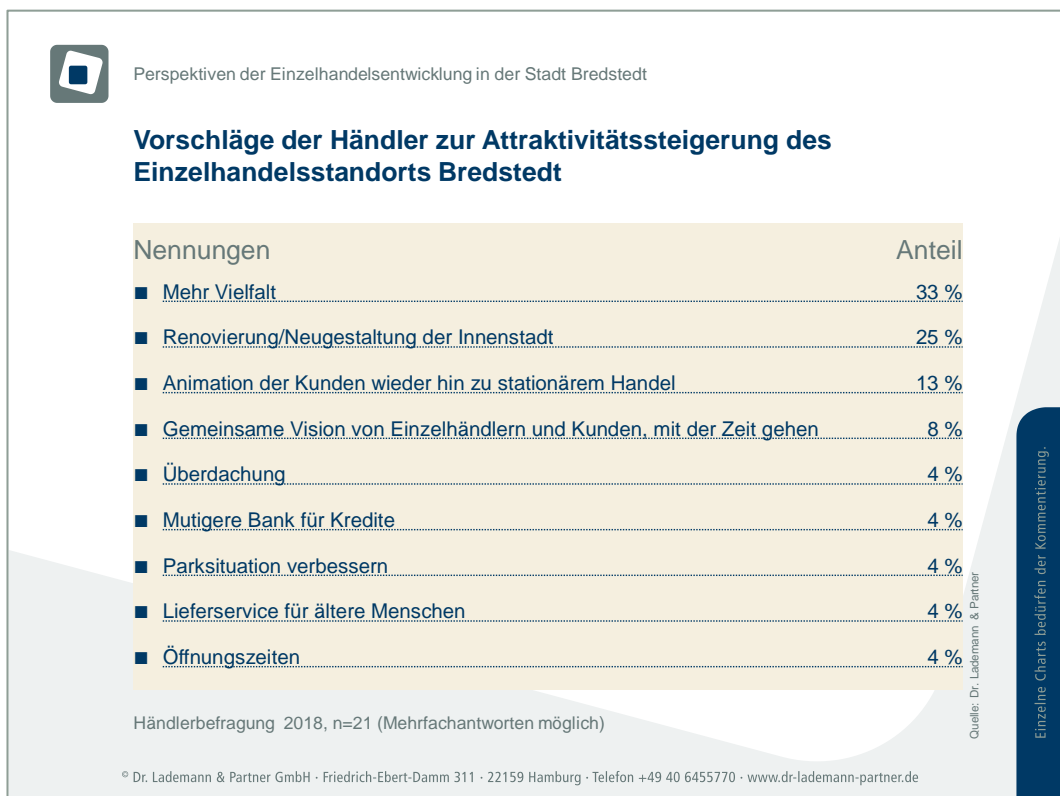 Perspektiven der Einzelhandelsentwicklung in der Stadt Bredstedt
Vorschläge der Händler zur Attraktivitätssteigerung des
Einzelhandelsstandorts Bredstedt
Nennungen Anteil
■ Mehr Vielfalt 33 %
■ Renovierung/Neugestaltung der Innenstadt 25 %
■ Animation der Kunden wieder hin zu stationärem Handel 13 %
■ Gemeinsame Vision von Einzelhändlern und Kunden, mit der Zeit gehen 8 %
■ Überdachung 4 %
■ Mutigere Bank für Kredite 4 %
■ Parksituation verbessern 4 %
■ Lieferservice für ältere Menschen 4 %
■ Öffnungszeiten 4 %
Händlerbefragung 2018, n=21 (Mehrfachantworten möglich)
Quelle: Dr. Lademann & Partner
Einzelne Charts bedürfen der Kommentierung.
© Dr. Lademann & Partner GmbH · Friedrich-Ebert-Damm 311 · 22159 Hamburg · Telefon +49 40 6455770 · www.dr-lademann-partner.de